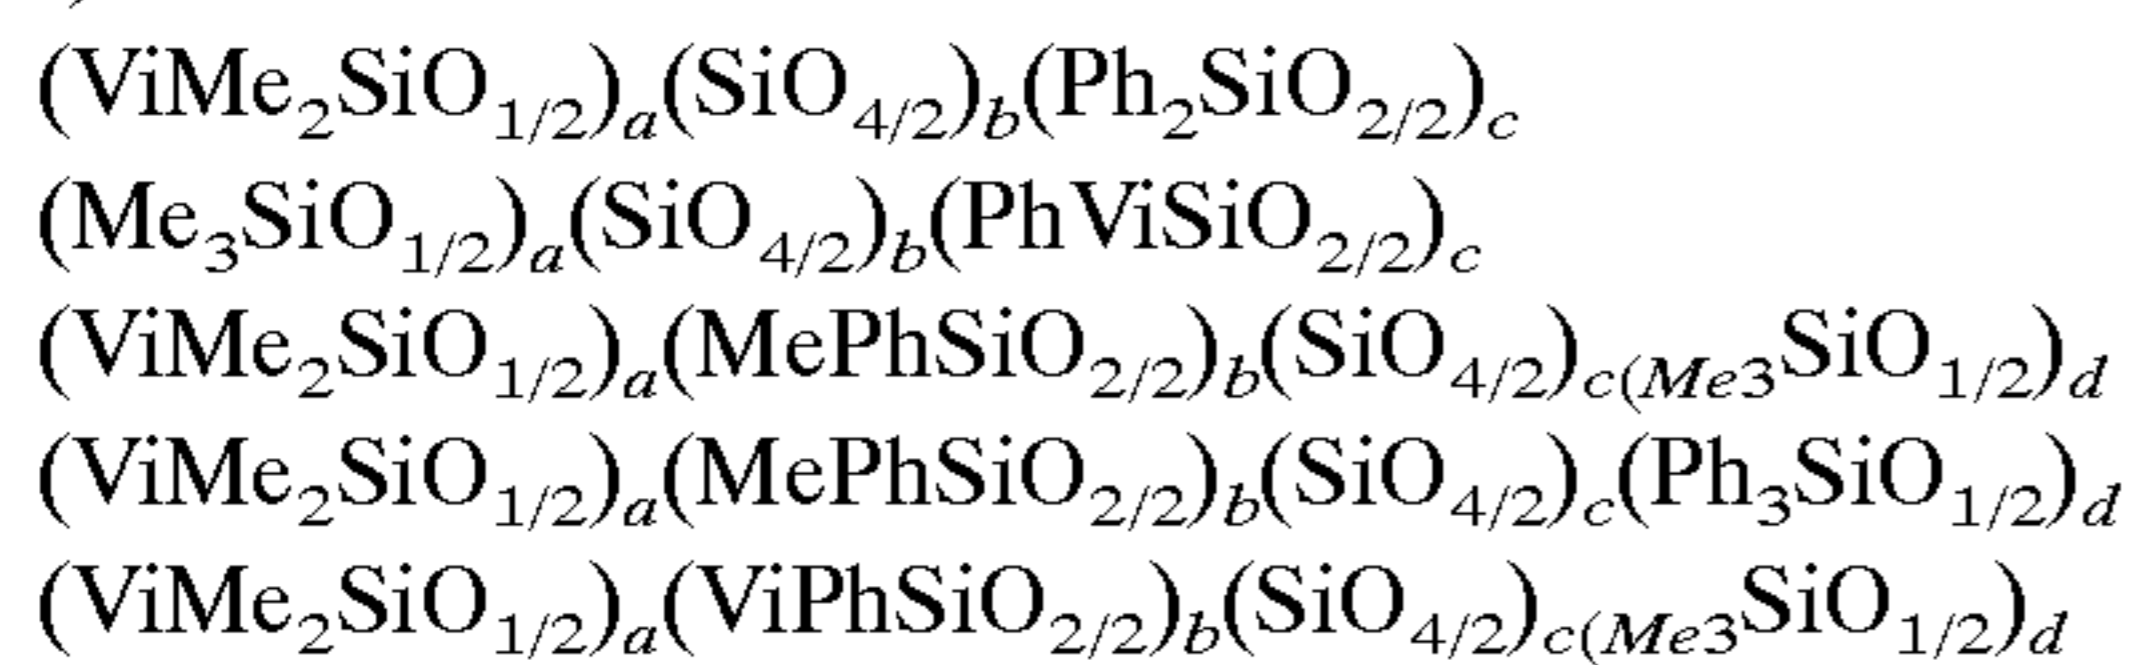 (ViMe₂SiO₁/₂)ₐ(SiO₄/₂)b(Ph₂SiO₂/₂)c
(Me₃SiO₁/₂)ₐ(SiO₄/₂)b(PhViSiO₂/₂)c
(ViMe₂SiO₁/₂)ₐ(MePhSiO₂/₂)b(SiO₄/₂)c(Me3SiO₁/₂)d
(ViMe₂SiO₁/₂)ₐ(MePhSiO₂/₂)b(SiO₄/₂)c(Ph₃SiO₁/₂)d
(ViMe₂SiO₁/₂)ₐ(ViPhSiO₂/₂)b(SiO₄/₂)c(Me3SiO₁/₂)d